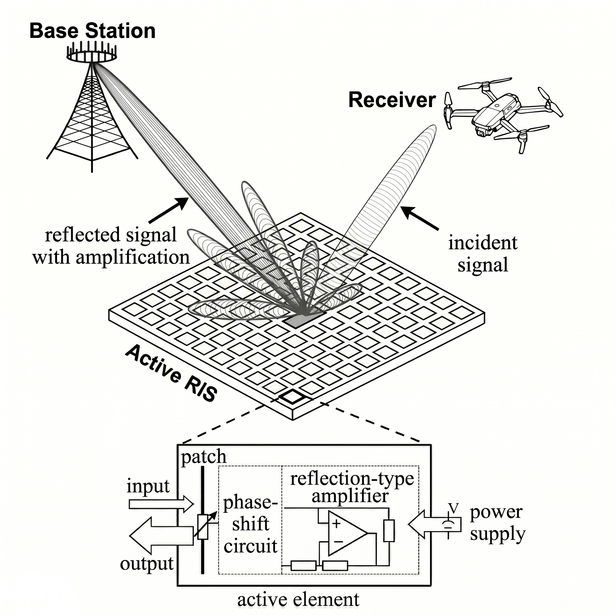 Base Station
Receiver
reflected signal
with amplification
incident
signal
Active RIS
patch
input
output
phase-
shift
circuit
reflection-type
amplifier
+
−
V
power
supply
active element